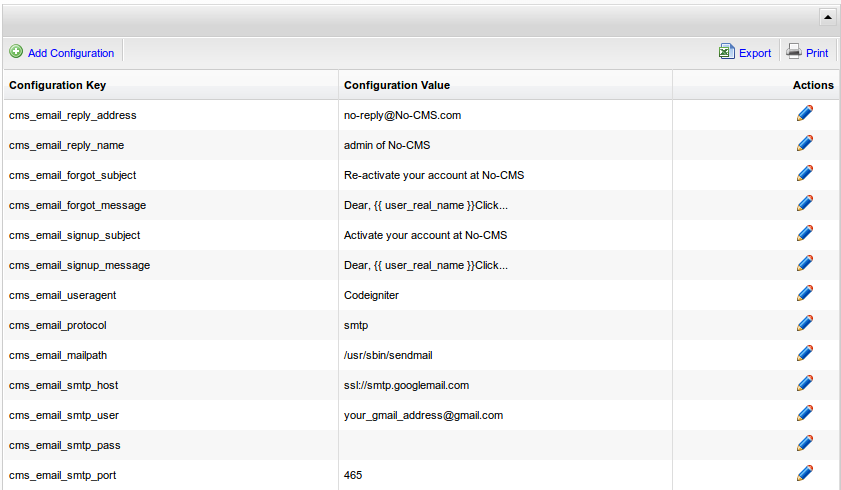 Add Configuration Export Print
Configuration Key Configuration Value Actions
cms_email_reply_address no-reply@No-CMS.com
cms_email_reply_name admin of No-CMS
cms_email_forgot_subject Re-activate your account at No-CMS
cms_email_forgot_message Dear, {{ user_real_name }}Click...
cms_email_signup_subject Activate your account at No-CMS
cms_email_signup_message Dear, {{ user_real_name }}Click...
cms_email_useragent Codeigniter
cms_email_protocol smtp
cms_email_mailpath /usr/sbin/sendmail
cms_email_smtp_host ssl://smtp.googlemail.com
cms_email_smtp_user your_gmail_address@gmail.com
cms_email_smtp_pass
cms_email_smtp_port 465